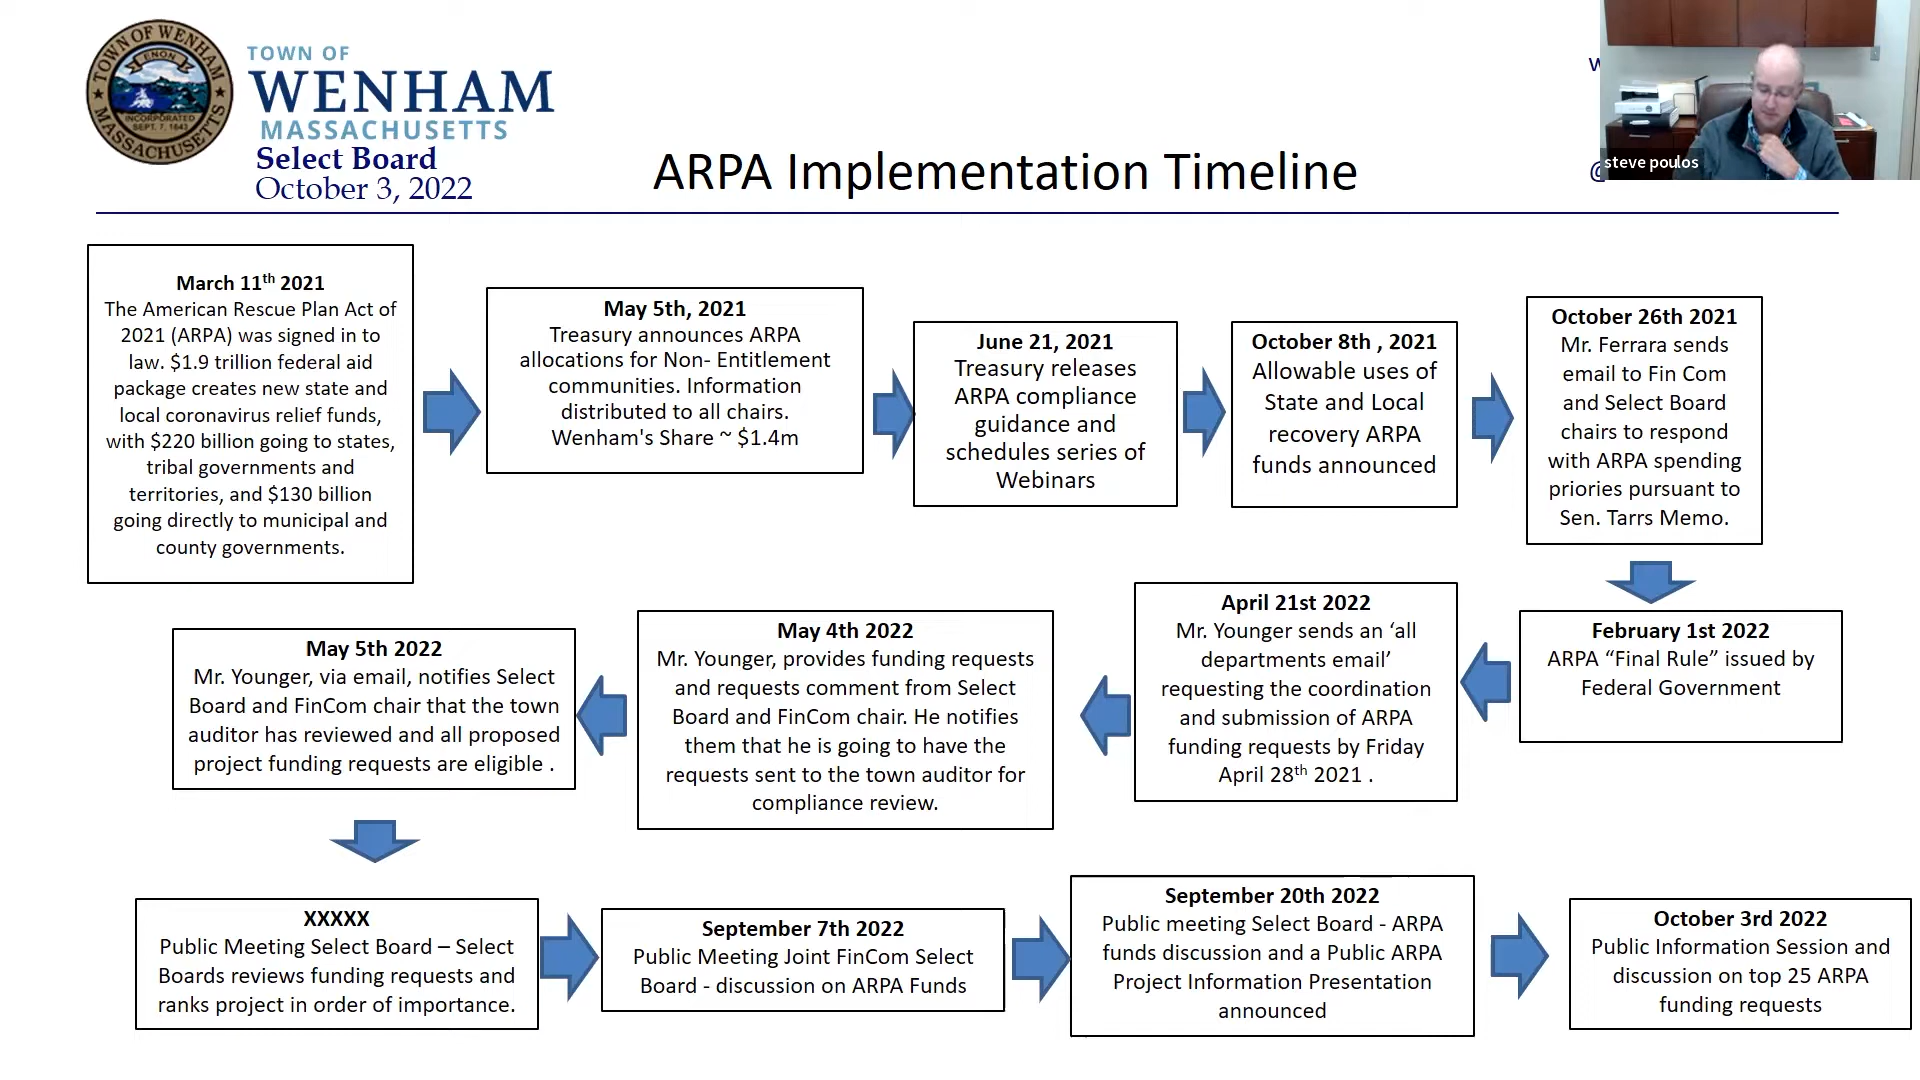 TOWN OF WENHAM
ENON
INCORPORATED
SEPT. 7, 1643
MASSACHUSETTS
TOWN OF
WENHAM
MASSACHUSETTS
Select Board
October 3, 2022
ARPA Implementation Timeline
W
@
steve poulos
March 11th 2021
The American Rescue Plan Act of
2021 (ARPA) was signed in to
law. $1.9 trillion federal aid
package creates new state and
local coronavirus relief funds,
with $220 billion going to states,
tribal governments and
territories, and $130 billion
going directly to municipal and
county governments.
May 5th, 2021
Treasury announces ARPA
allocations for Non- Entitlement
communities. Information
distributed to all chairs.
Wenham's Share ~ $1.4m
June 21, 2021
Treasury releases
ARPA compliance
guidance and
schedules series of
Webinars
October 8th , 2021
Allowable uses of
State and Local
recovery ARPA
funds announced
October 26th 2021
Mr. Ferrara sends
email to Fin Com
and Select Board
chairs to respond
with ARPA spending
priories pursuant to
Sen. Tarrs Memo.
February 1st 2022
ARPA “Final Rule” issued by
Federal Government
April 21st 2022
Mr. Younger sends an ‘all
departments email’
requesting the coordination
and submission of ARPA
funding requests by Friday
April 28th 2021 .
May 4th 2022
Mr. Younger, provides funding requests
and requests comment from Select
Board and FinCom chair. He notifies
them that he is going to have the
requests sent to the town auditor for
compliance review.
May 5th 2022
Mr. Younger, via email, notifies Select
Board and FinCom chair that the town
auditor has reviewed and all proposed
project funding requests are eligible .
XXXXX
Public Meeting Select Board – Select
Boards reviews funding requests and
ranks project in order of importance.
September 7th 2022
Public Meeting Joint FinCom Select
Board - discussion on ARPA Funds
September 20th 2022
Public meeting Select Board - ARPA
funds discussion and a Public ARPA
Project Information Presentation
announced
October 3rd 2022
Public Information Session and
discussion on top 25 ARPA
funding requests